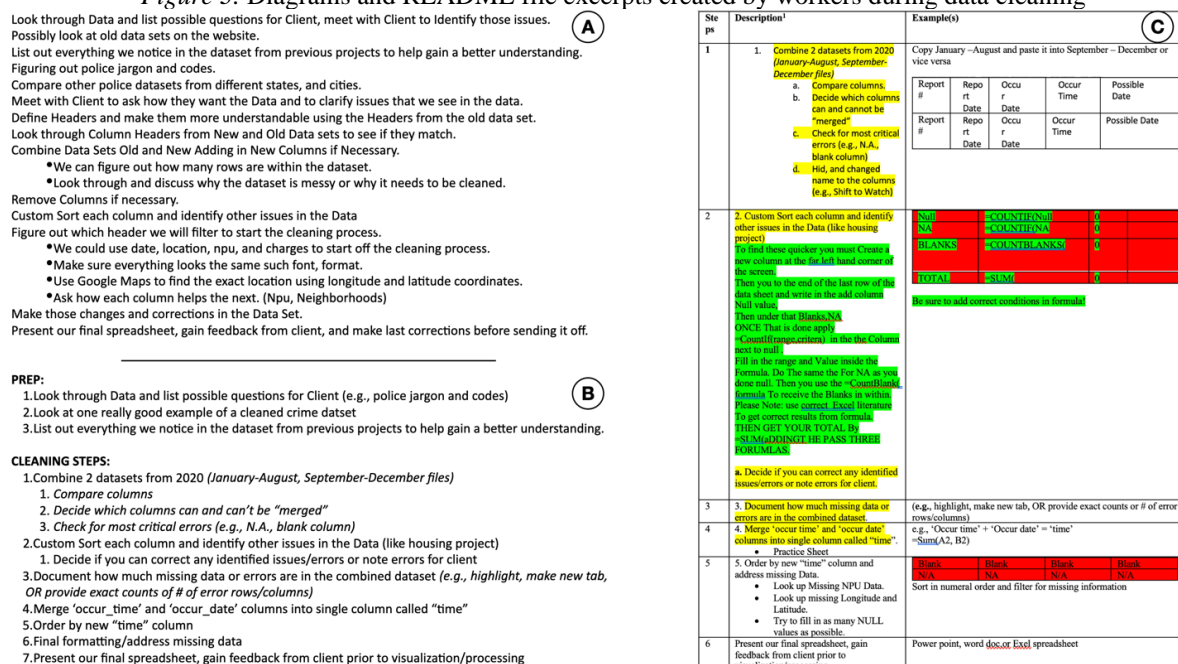 Figure 3: Diagrams and README file excerpts created by workers during data cleaning
Look through Data and list possible questions for Client, meet with Client to Identify those issues.
Possibly look at old data sets on the website.
List out everything we notice in the dataset from previous projects to help gain a better understanding.
Figuring out police jargon and codes.
Compare other police datasets from different states, and cities.
Meet with Client to ask how they want the Data and to clarify issues that we see in the data.
Define Headers and make them more understandable using the Headers from the old data set.
Look through Column Headers from New and Old Data sets to see if they match.
Combine Data Sets Old and New Adding in New Columns if Necessary.
•We can figure out how many rows are within the dataset.
•Look through and discuss why the dataset is messy or why it needs to be cleaned.
Remove Columns if necessary.
Custom Sort each column and identify other issues in the Data
Figure out which header we will filter to start the cleaning process.
•We could use date, location, npu, and charges to start off the cleaning process.
•Make sure everything looks the same such font, format.
•Use Google Maps to find the exact location using longitude and latitude coordinates.
•Ask how each column helps the next. (Npu, Neighborhoods)
Make those changes and corrections in the Data Set.
Present our final spreadsheet, gain feedback from client, and make last corrections before sending it off.
A
PREP:
B
1.Look through Data and list possible questions for Client (e.g., police jargon and codes)
2.Look at one really good example of a cleaned crime datset
3.List out everything we notice in the dataset from previous projects to help gain a better understanding.
CLEANING STEPS:
1.Combine 2 datasets from 2020 (January-August, September-December files)
1. Compare columns
2. Decide which columns can and can't be "merged"
3. Check for most critical errors (e.g., N.A., blank column)
2.Custom Sort each column and identify other issues in the Data (like housing project)
1. Decide if you can correct any identified issues/errors or note errors for client
3.Document how much missing data or errors are in the combined dataset (e.g., highlight, make new tab,
OR provide exact counts of # of error rows/columns)
4.Merge 'occur_time' and 'occur_date' columns into single column called "time"
5.Order by new "time" column
6.Final formatting/address missing data
7.Present our final spreadsheet, gain feedback from client prior to visualization/processing
Ste
ps
Description¹
Example(s)
C
1
1. Combine 2 datasets from 2020
(January-August, September-
December files)
a. Compare columns.
b. Decide which columns
can and cannot be
"merged"
c. Check for most critical
errors (e.g., N.A.,
blank column)
d. Hid, and changed
name to the columns
(e.g., Shift to Watch)
Copy January –August and paste it into September – December or
vice versa
Report
#
Repo
rt
Date
Occu
r
Date
Occur
Time
Possible
Date
Report
#
Repo
rt
Date
Occu
r
Date
Occur
Time
Possible Date
2
2. Custom Sort each column and identify
other issues in the Data (like housing
project)
To find these quicker you must Create a
new column at the far left hand corner of
the screen.
Then you to the end of the last row of the
data sheet and write in the add column
Null value,
Then under that Blanks,NA
ONCE That is done apply
=CountIf(range,critera) in the the Column
next to null .
Fill in the range and Value inside the
Formula. Do The same the For NA as you
done null. Then you use the =CountBlank(
formula To receive the Blanks in within.
Please Note: use correct Excel literature
To get correct results from formula.
THEN GET YOUR TOTAL By
=SUM(aDDINGT HE PASS THREE
FORUMLAS.
a. Decide if you can correct any identified
issues/errors or note errors for client.
Null =COUNTIF(Null 0
NA =COUNTIF(NA 0
BLANKS =COUNTBLANKS( 0
TOTAL =SUM( 0
Be sure to add correct conditions in formula!
3
3. Document how much missing data or
errors are in the combined dataset.
(e.g., highlight, make new tab, OR provide exact counts or # of error
rows/columns)
4
4. Merge 'occur time' and 'occur date'
columns into single column called "time".
• Practice Sheet
e.g., 'Occur time' + 'Occur date' = 'time'
=Sum(A2, B2)
5
5. Order by new "time" column and
address missing Data.
• Look up Missing NPU Data.
• Look up missing Longitude and
Latitude.
• Try to fill in as many NULL
values as possible.
Blank Blank Blank Blank
N/A NA N/A N/A
Sort in numeral order and filter for missing information
6
Present our final spreadsheet, gain
feedback from client prior to
Power point, word doc,or Exel spreadsheet